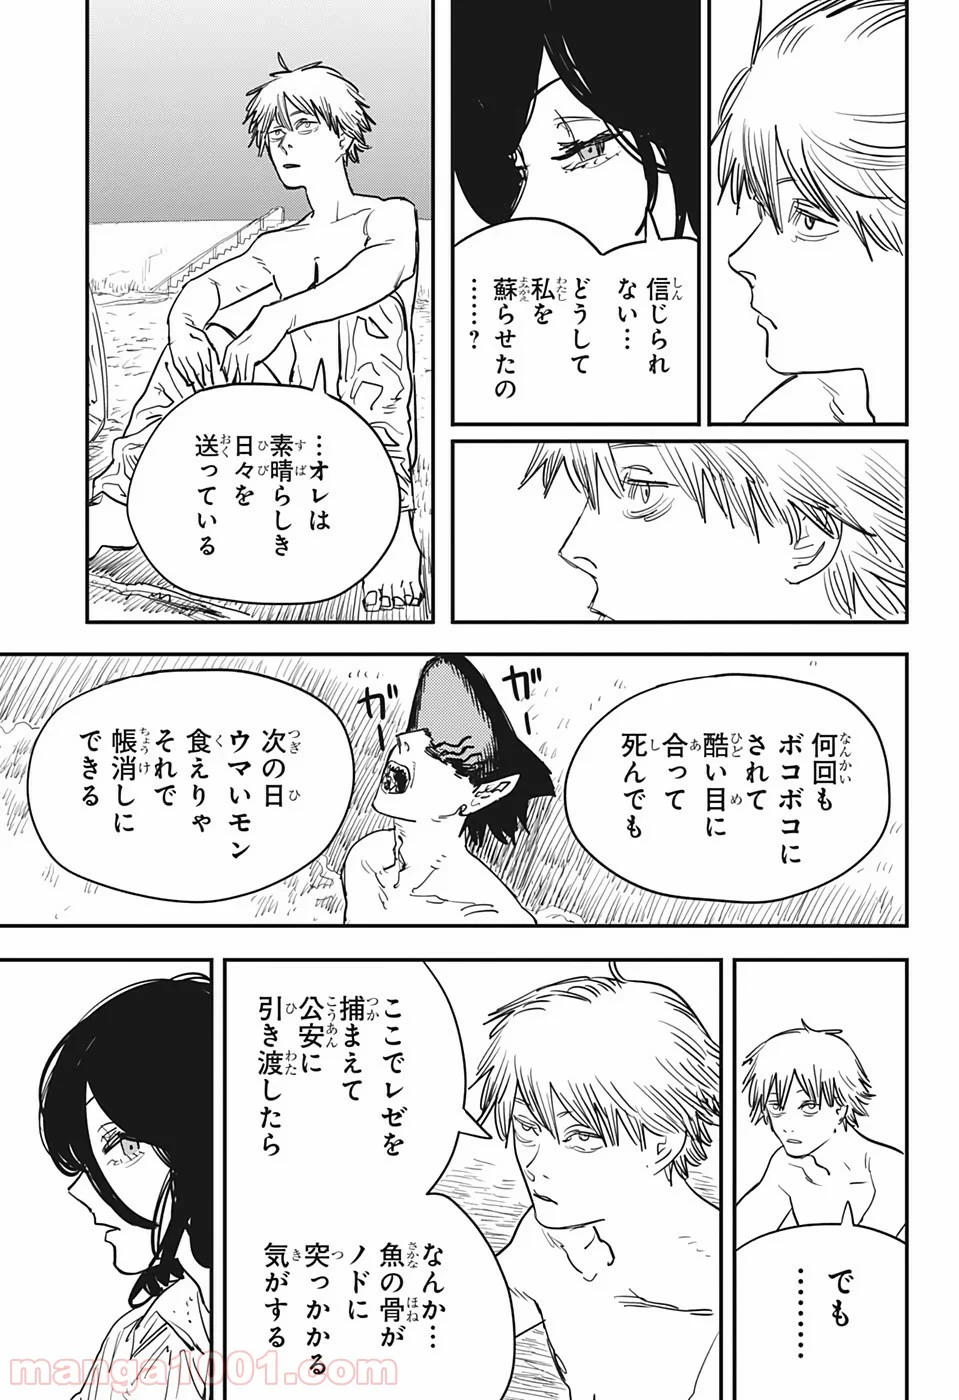 信じられ
ない…
どうして
私を
蘇らせたの
……?
…オレは
素晴らしき
日々を
送っている
何回も
ボコボコに
されて
酷い目に
合って
死んでも
ガー
ガー
次の日
ウマいモン
食えりゃ
それで
帳消しに
できる
でも
………
ここでレゼを
捕まえて
公安に
引き渡したら
なんか…
魚の骨が
ノドに
突っかかる
気がする
manga1001.com